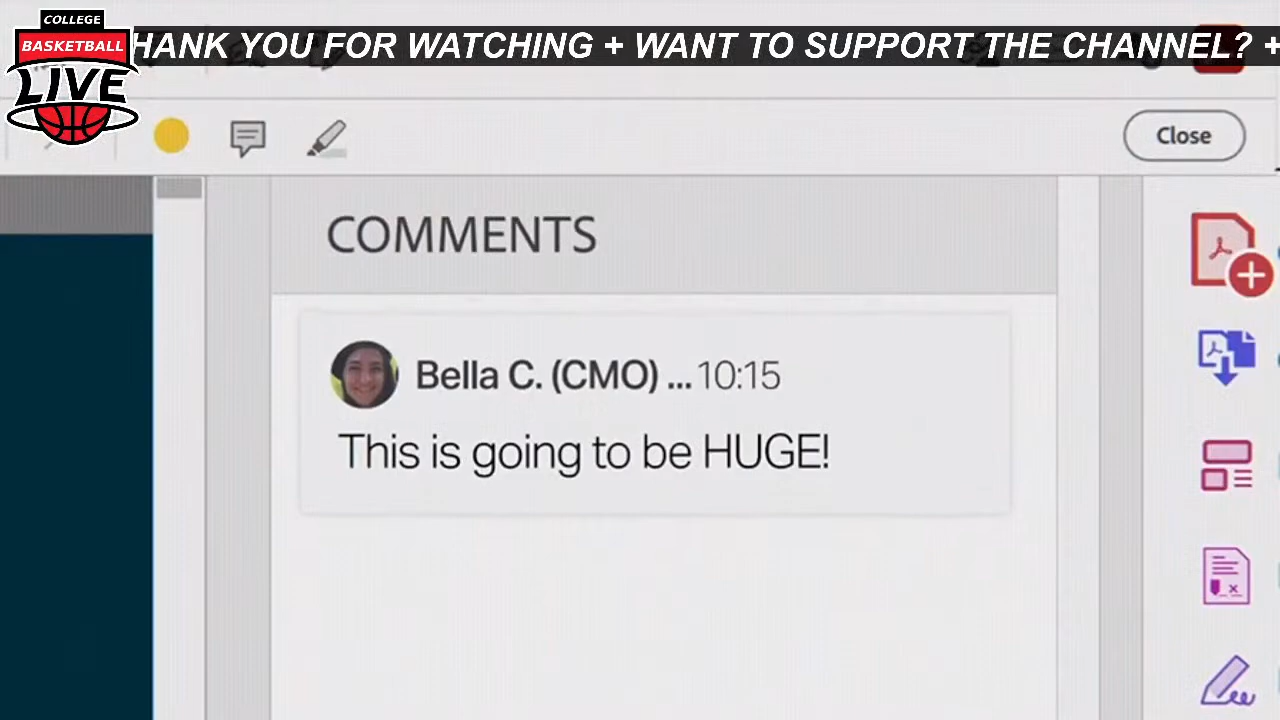 COLLEGE
BASKETBALL
LIVE
HANK YOU FOR WATCHING + WANT TO SUPPORT THE CHANNEL? +
Close
COMMENTS
Bella C. (CMO) ... 10:15
This is going to be HUGE!